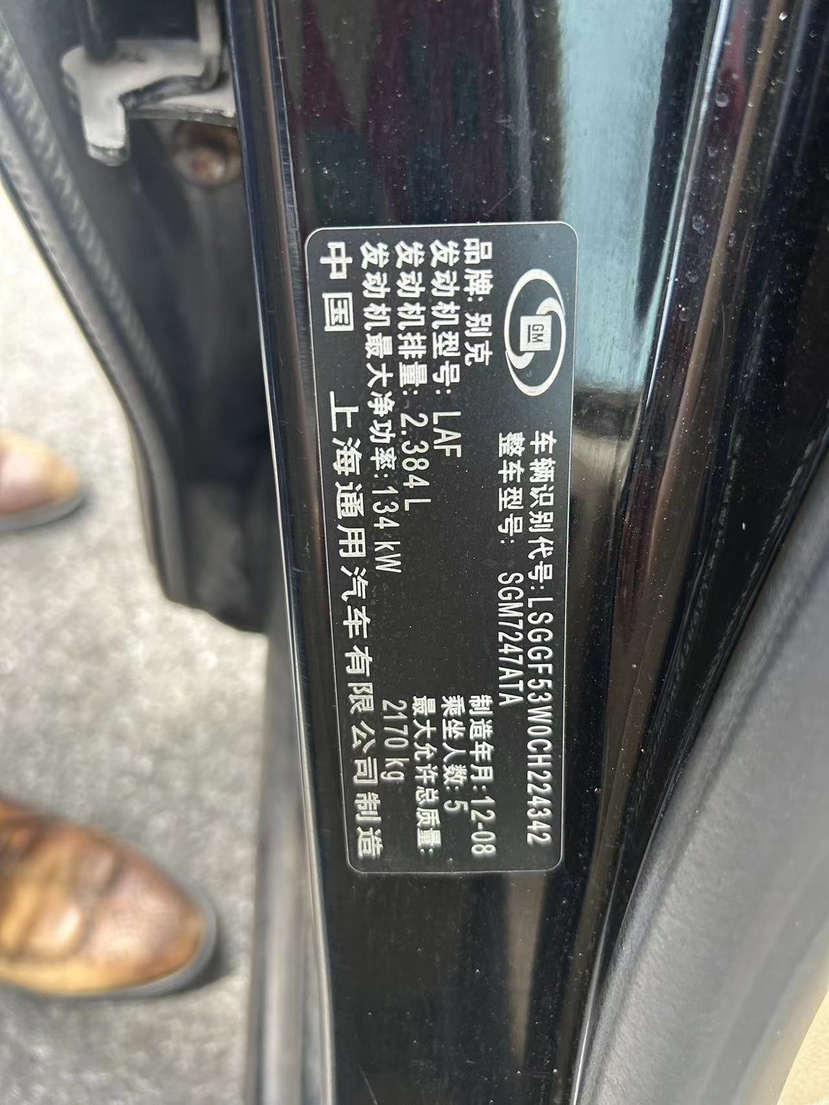 GM
车辆识别代号:LSGGF53W0CH224342
整车型号: SGM7247ATA
品牌:别克 制造年月:12-08
发动机型号: LAF 乘坐人数: 5
发动机排量: 2.384L 最大允许总质量:
发动机最大净功率:134 kW 2170 kg
中国 上海通用汽车有限公司制造